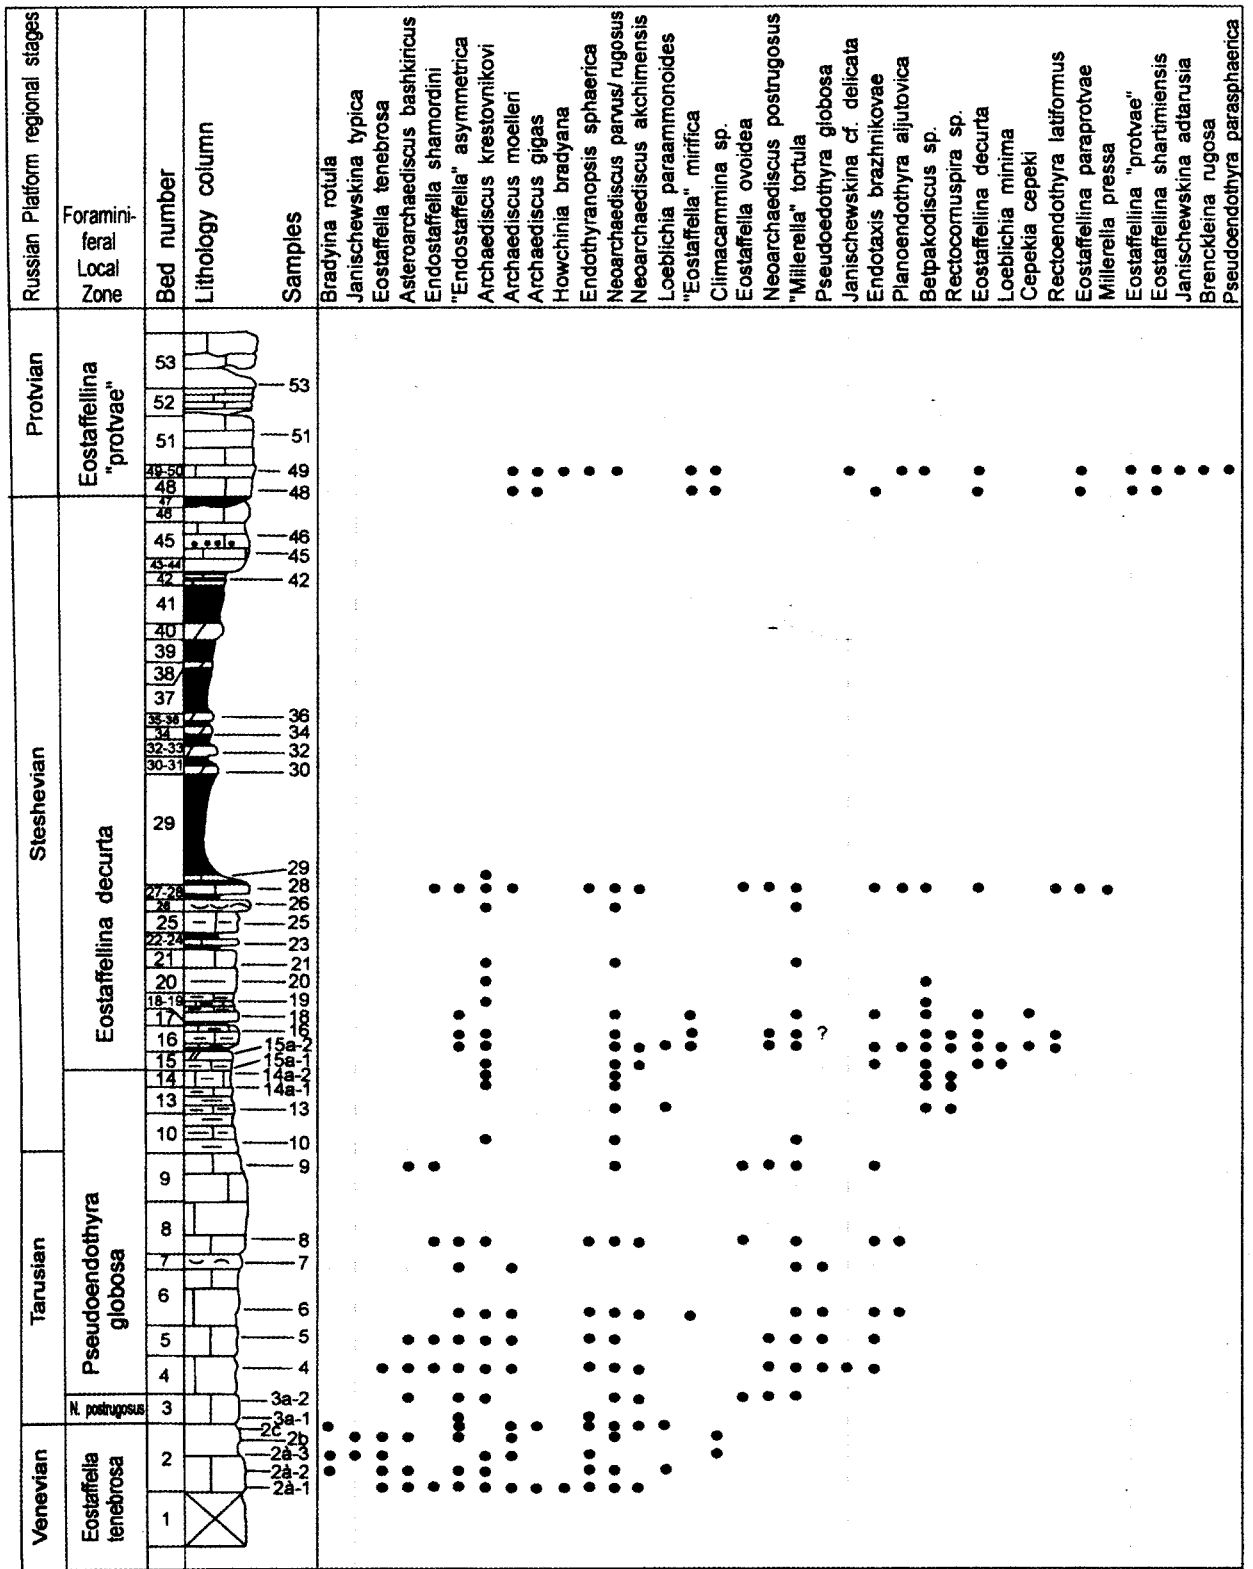 Russian Platform regional stages
Foramini-
feral
Local
Zone
Bed number
Lithology column
Samples
Bradyina rotula
Janischewskina typica
Eostaffella tenebrosa
Asteroarchaediscus bashkiricus
Endostaffella shamordini
"Endostaffella" asymmetrica
Archaediscus krestovnikovi
Archaediscus moelleri
Archaediscus gigas
Howchinia bradyana
Endothyranopsis sphaerica
Neoarchaediscus parvus/ rugosus
Neoarchaediscus akchimensis
Loeblichia paraammonoides
"Eostaffella" mirifica
Climacammina sp.
Eostaffella ovoidea
Neoarchaediscus postrugosus
"Millerella" tortula
Pseudoedothyra globosa
Janischewskina cf. delicata
Endotaxis brazhnikovae
Planoendothyra aljutovica
Betpakodiscus sp.
Rectocornuspira sp.
Eostaffellina decurta
Loeblichia minima
Cepekia cepeki
Rectoendothyra latiformus
Eostaffellina paraprotvae
Millerella pressa
Eostaffellina "protvae"
Eostaffellina shartimiensis
Janischewskina adtarusia
Brenckleina rugosa
Pseudendothyra parasphaerica
Protvian
Eostaffellina
"protvae"
53
52
51
49-50
48
53
51
49
48
Steshevian
Eostaffellina decurta
47
46
45
43-44
42
41
40
39
38
37
35-36
34
32-33
30-31
29
27-28
26
25
22-24
21
20
18-19
17
16
15
14
13
10
46
45
42
36
34
32
30
29
28
26
25
23
21
20
19
18
16
15a-2
15a-1
14a-2
14a-1
13
10
?
Tarusian
Pseudoendothyra
globosa
N. postrugosus
9
8
7
6
5
4
3
9
8
7
6
5
4
3a-2
3a-1
Venevian
Eostaffella
tenebrosa
2
1
2c
2b
2à-3
2à-2
2à-1